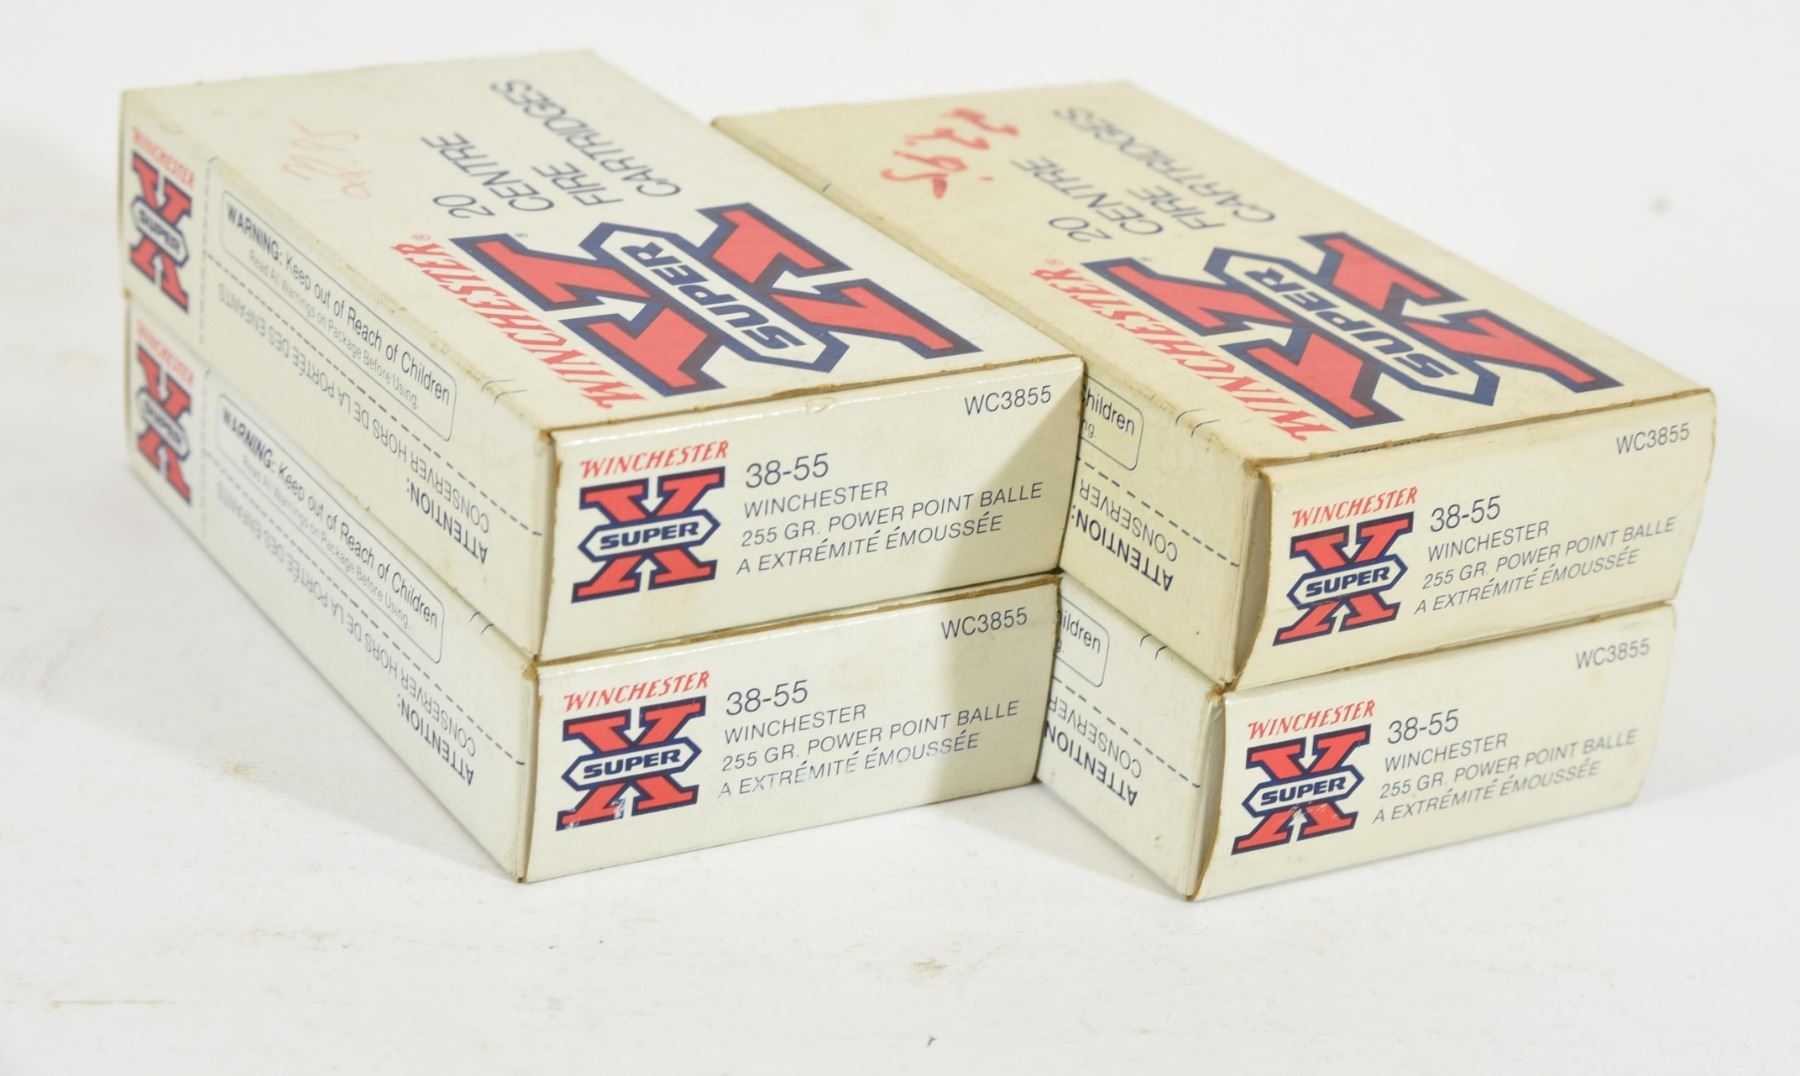 WINCHESTER
SUPER
X
20
CENTRE
FIRE
CARTRIDGES
WINCHESTER®
SUPER
X®
WARNING: Keep out of Reach of Children
Read All Warnings on Package Before Using.
ATTENTION:
CONSERVER HORS DE LA PORTÉE DES ENFANTS
WC3855
WINCHESTER
SUPER
X
38-55
WINCHESTER
255 GR. POWER POINT BALLE
A EXTRÉMITÉ ÉMOUSSÉE
20
CENTRE
FIRE
CARTRIDGES
WINCHESTER®
SUPER
X®
hildren
ng.
ATTENTION:
CONSERVER
WC3855
WINCHESTER
SUPER
X
38-55
WINCHESTER
255 GR. POWER POINT BALLE
A EXTRÉMITÉ ÉMOUSSÉE
WINCHESTER
SUPER
X
WARNING: Keep out of Reach of Children
Read All Warnings on Package Before Using.
ATTENTION:
CONSERVER HORS DE LA PORTÉE DES ENFANTS
WC3855
WINCHESTER
SUPER
X
38-55
WINCHESTER
255 GR. POWER POINT BALLE
A EXTRÉMITÉ ÉMOUSSÉE
ildren
ATTENTION
CONSERVER
WC3855
WINCHESTER
SUPER
X
38-55
WINCHESTER
255 GR. POWER POINT BALLE
A EXTRÉMITÉ ÉMOUSSÉE